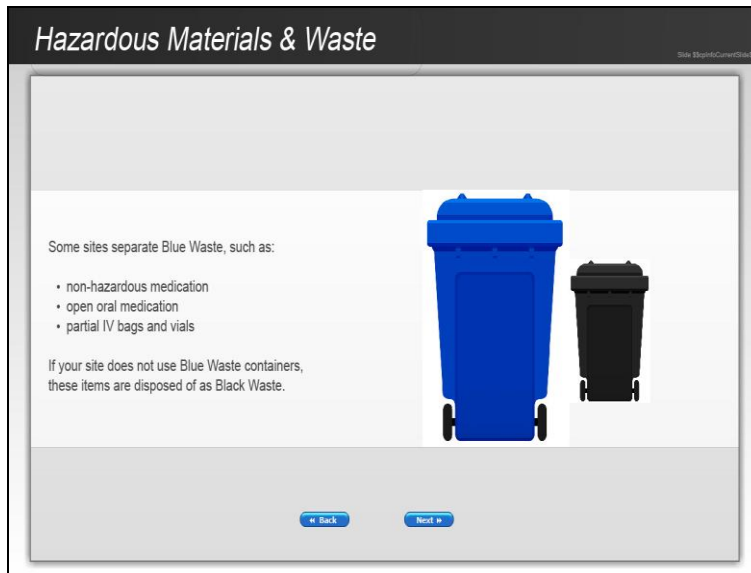 Hazardous Materials & Waste
Slide $$cpInfoCurrentSlide$
Some sites separate Blue Waste, such as:
• non-hazardous medication
• open oral medication
• partial IV bags and vials
If your site does not use Blue Waste containers,
these items are disposed of as Black Waste.
« Back
Next »